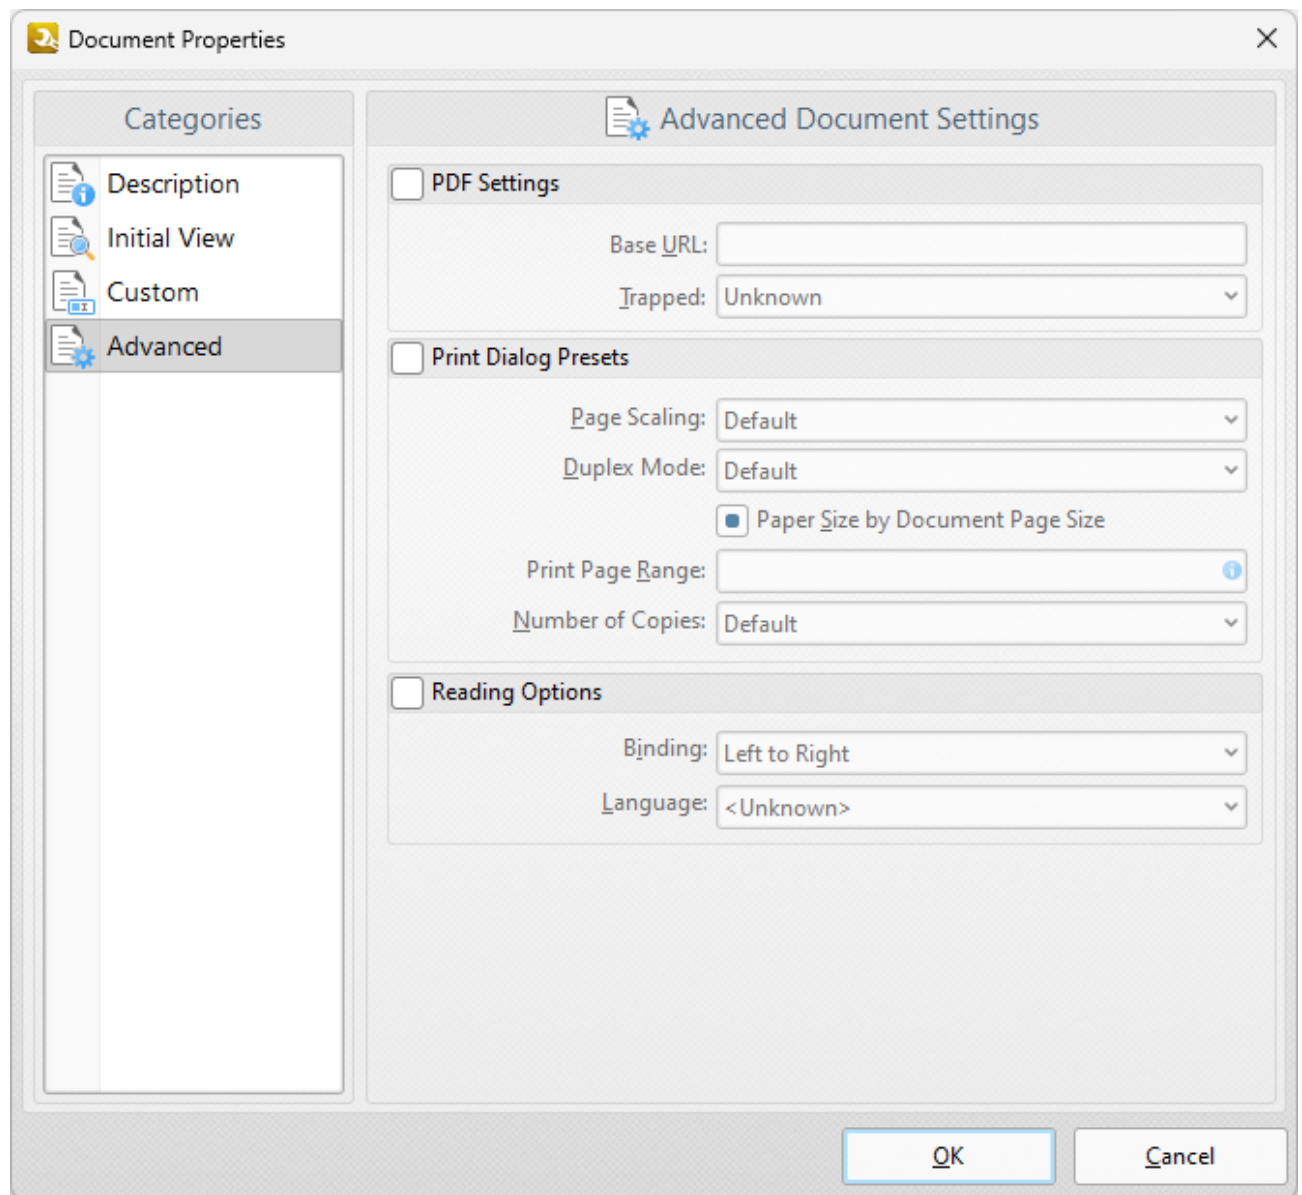 Document Properties
Categories
Description
Initial View
Custom
Advanced
Advanced Document Settings
PDF Settings
Base URL:
Trapped: Unknown
Print Dialog Presets
Page Scaling: Default
Duplex Mode: Default
Paper Size by Document Page Size
Print Page Range:
Number of Copies: Default
Reading Options
Binding: Left to Right
Language: <Unknown>
OK Cancel